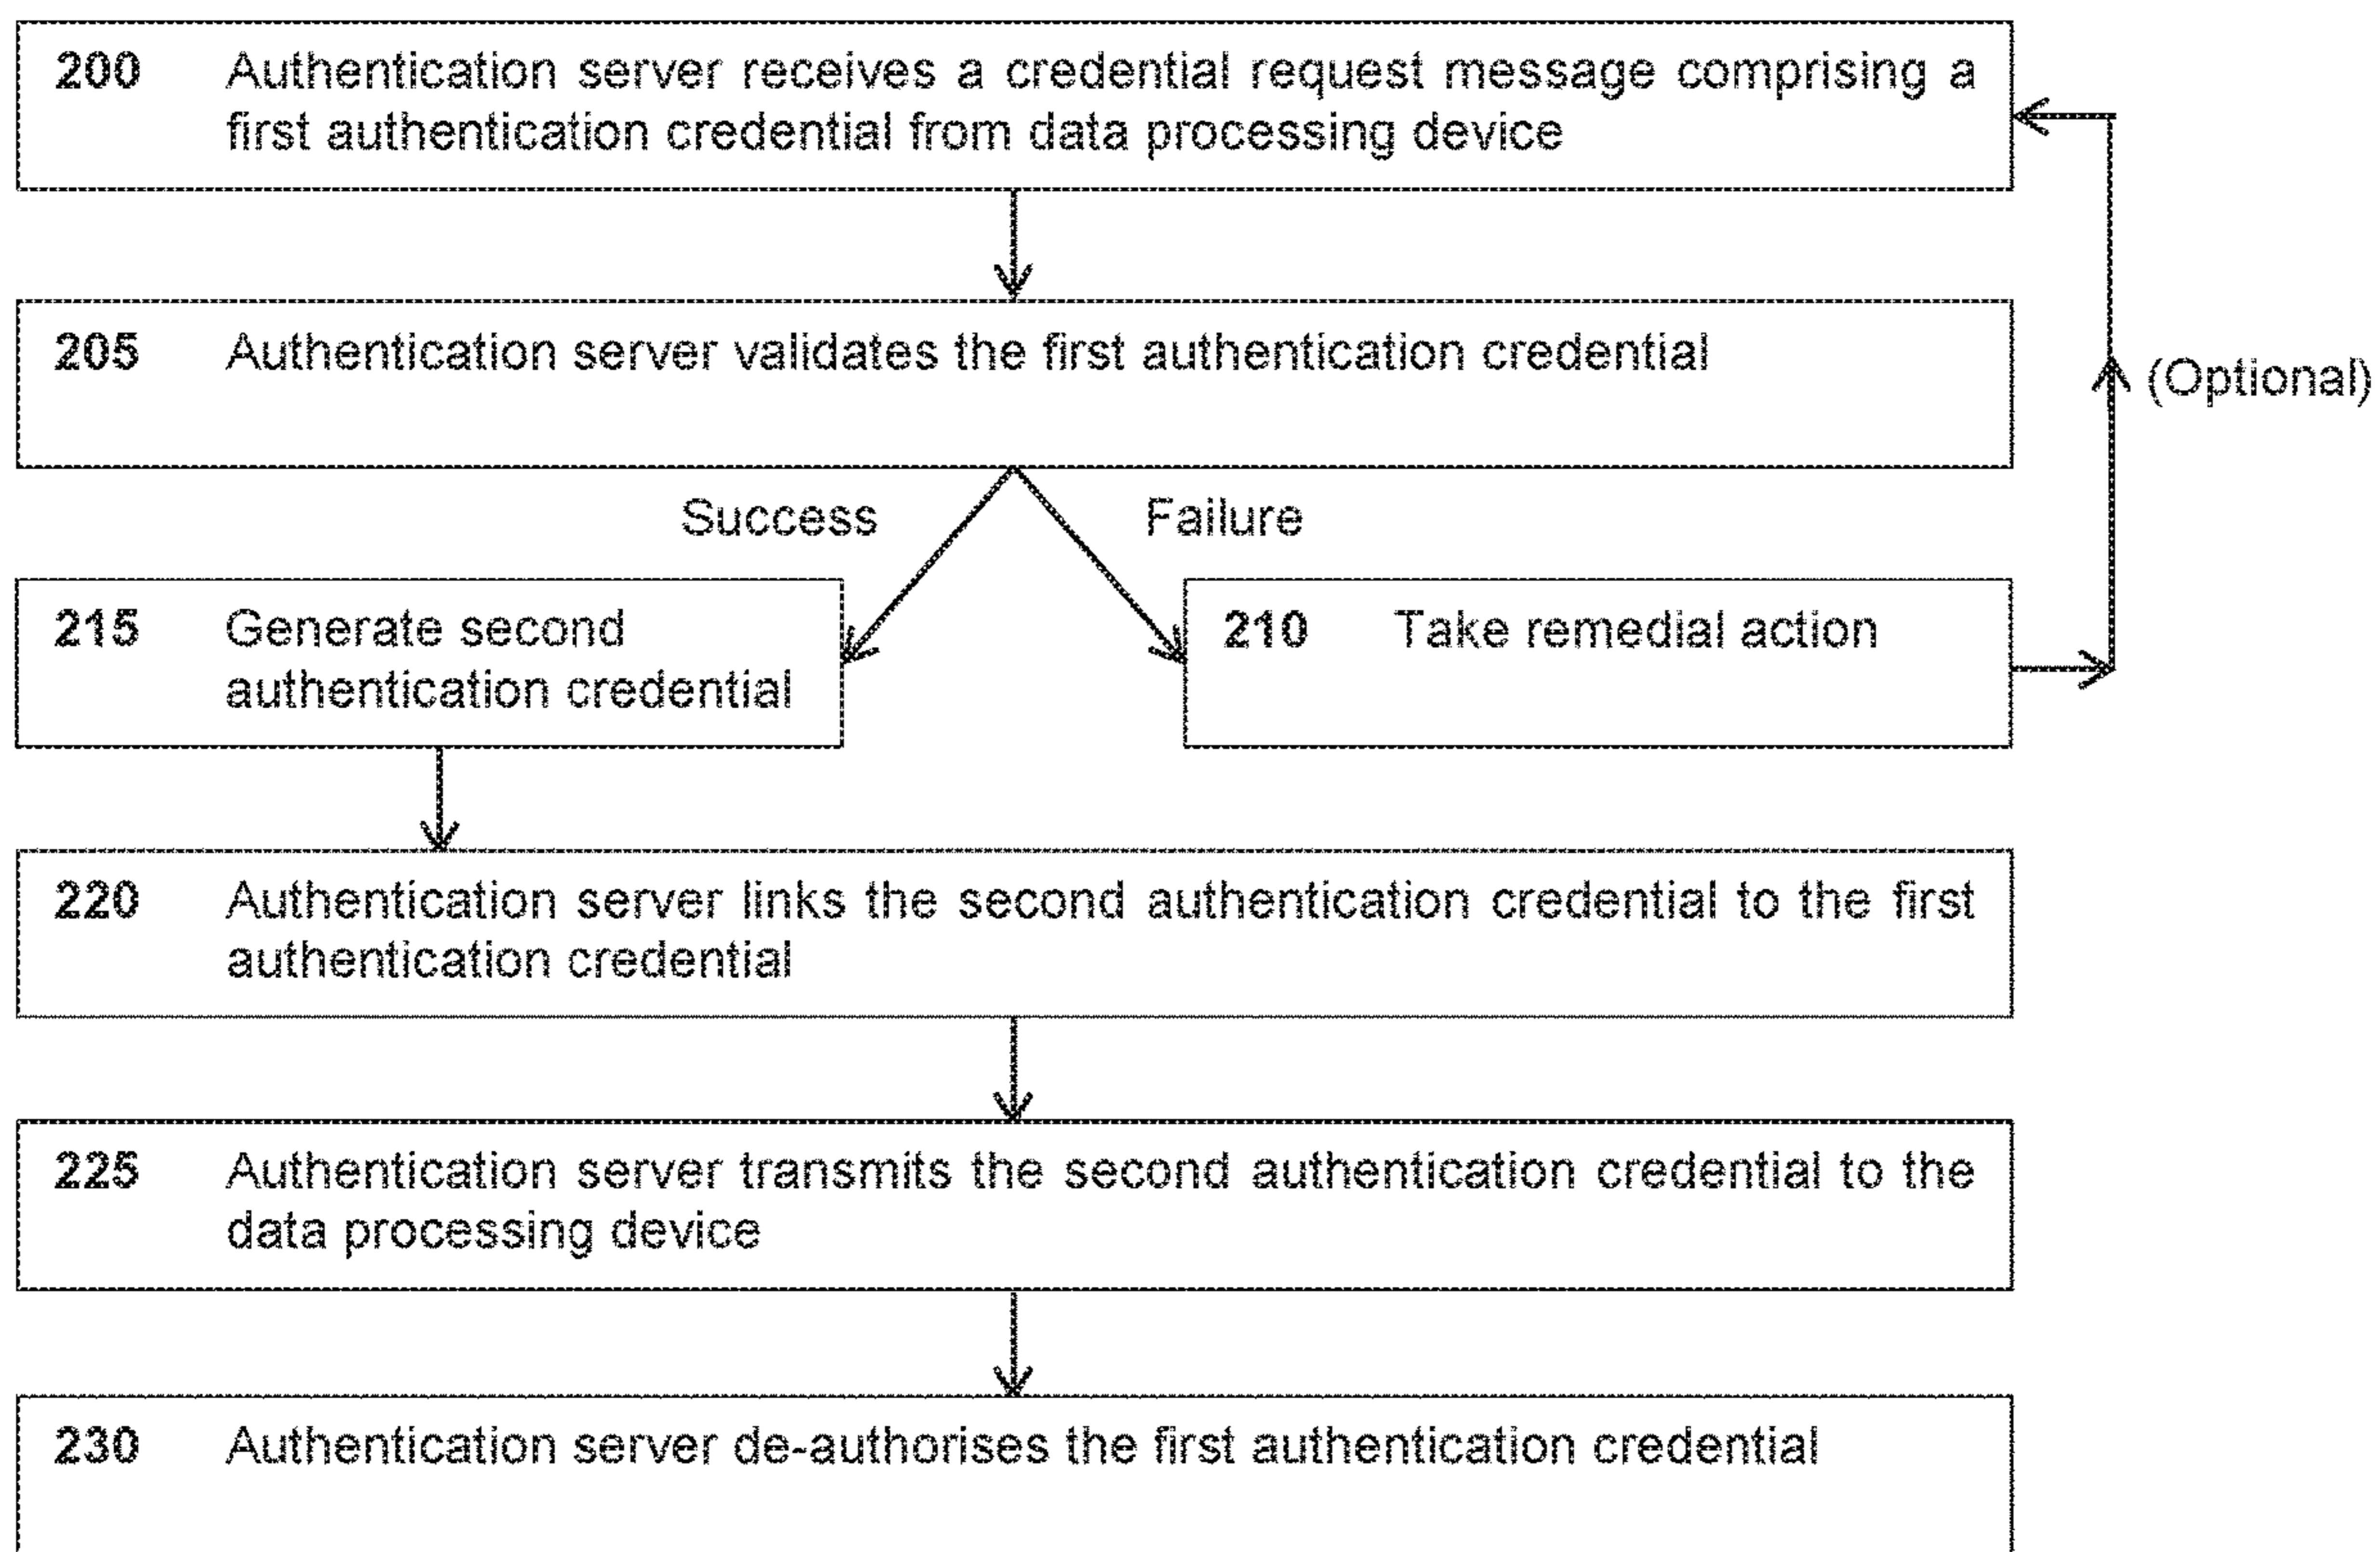 200 Authentication server receives a credential request message comprising a
first authentication credential from data processing device
205 Authentication server validates the first authentication credential
(Optional)
Success
Failure
215 Generate second
authentication credential
210 Take remedial action
220 Authentication server links the second authentication credential to the first
authentication credential
225 Authentication server transmits the second authentication credential to the
data processing device
230 Authentication server de-authorises the first authentication credential